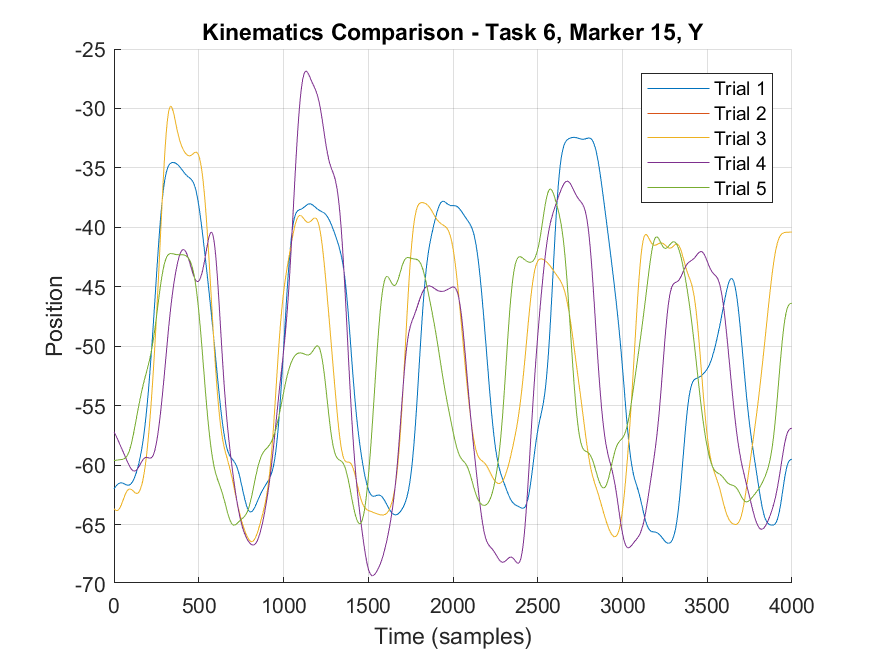 Kinematics Comparison - Task 6, Marker 15, Y
-25
-30
-35
-40
-45
-50
-55
-60
-65
-70
Position
0 500 1000 1500 2000 2500 3000 3500 4000
Time (samples)
Trial 1
Trial 2
Trial 3
Trial 4
Trial 5